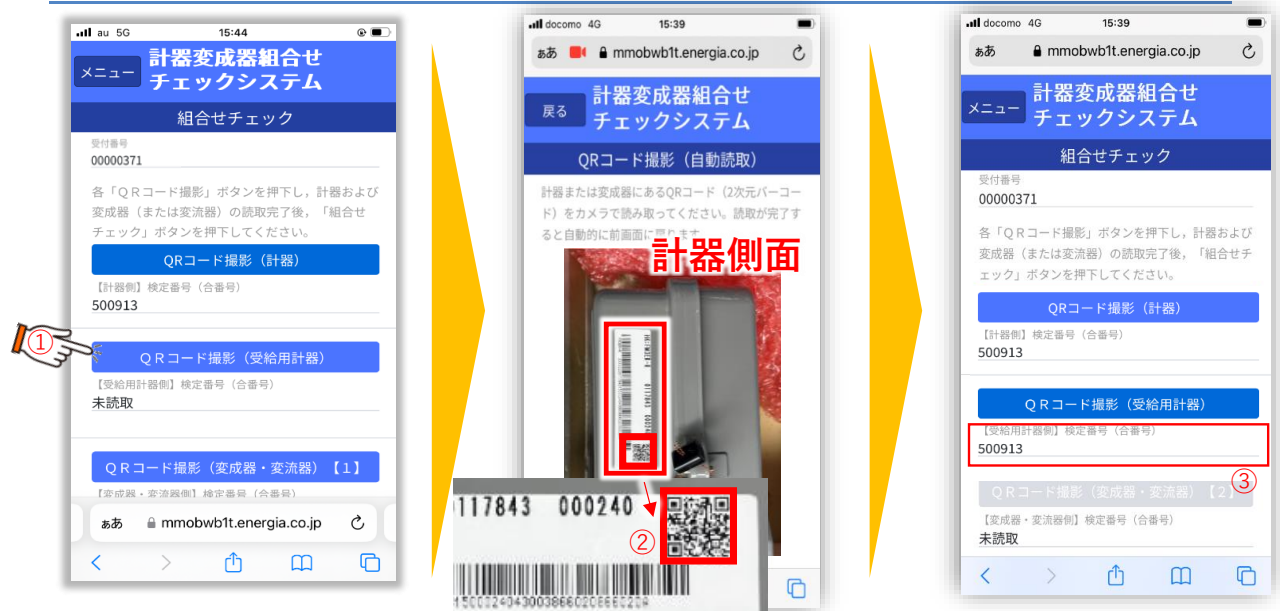 au 5G 15:44
メニュー
計器変成器組合せ
チェックシステム
組合せチェック
受付番号
00000371
各「QRコード撮影」ボタンを押下し，計器および
変成器（または変流器）の読取完了後，「組合せ
チェック」ボタンを押下してください。
QRコード撮影（計器）
【計器側】検定番号（合番号）
500913
①
QRコード撮影（受給用計器）
【受給用計器側】検定番号（合番号）
未読取
QRコード撮影（変成器・変流器）【1】
【変成器・変流器側】検定番号（合番号）
ああ mmobwb1t.energia.co.jp
docomo 4G 15:39
ああ mmobwb1t.energia.co.jp
戻る
計器変成器組合せ
チェックシステム
QRコード撮影（自動読取）
計器または変成器にあるQRコード（2次元バーコー
ド）をカメラで読み取ってください。読取が完了す
ると自動的に前画面に戻ります
計器側面
117843 000240
②
docomo 4G 15:39
ああ mmobwb1t.energia.co.jp
メニュー
計器変成器組合せ
チェックシステム
組合せチェック
受付番号
00000371
各「QRコード撮影」ボタンを押下し，計器および
変成器（または変流器）の読取完了後，「組合せチ
ェック」ボタンを押下してください。
QRコード撮影（計器）
【計器側】検定番号（合番号）
500913
QRコード撮影（受給用計器）
【受給用計器側】検定番号（合番号）
500913
③
QRコード撮影（変成器・変流器）【2】
【変成器・変流器側】検定番号（合番号）
未読取